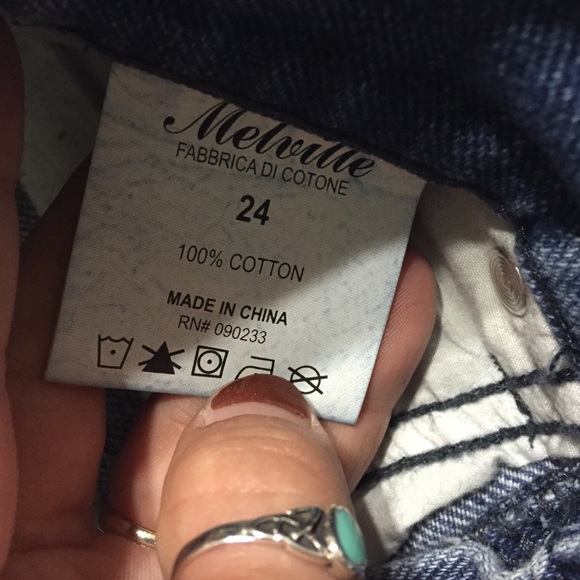 Melville
FABBRICA DI COTONE
24
100% COTTON
MADE IN CHINA
RN# 090233